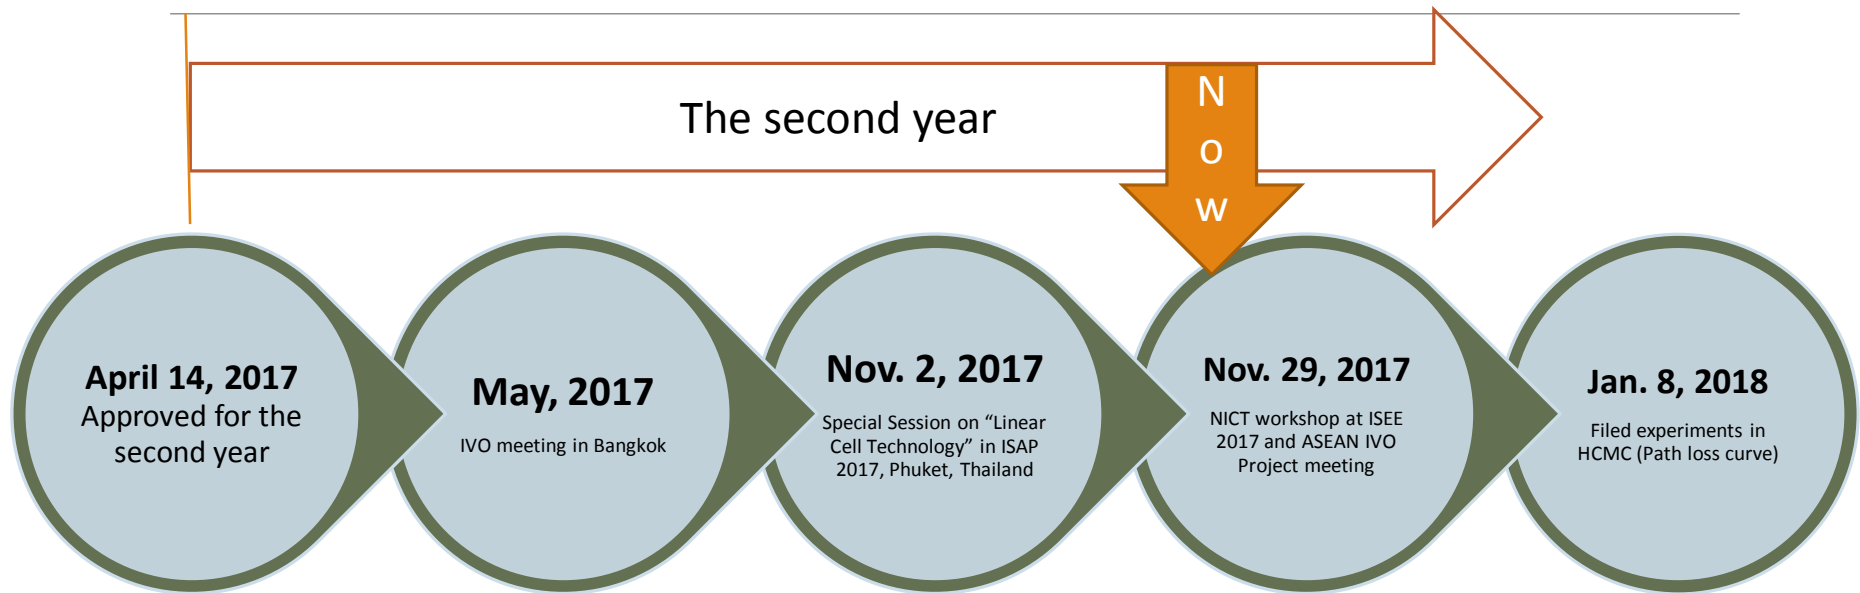 The second year
N
o
w
April 14, 2017
Approved for the
second year
May, 2017
IVO meeting in Bangkok
Nov. 2, 2017
Special Session on “Linear
Cell Technology” in ISAP
2017, Phuket, Thailand
Nov. 29, 2017
NICT workshop at ISEE
2017 and ASEAN IVO
Project meeting
Jan. 8, 2018
Filed experiments in
HCMC (Path loss curve)